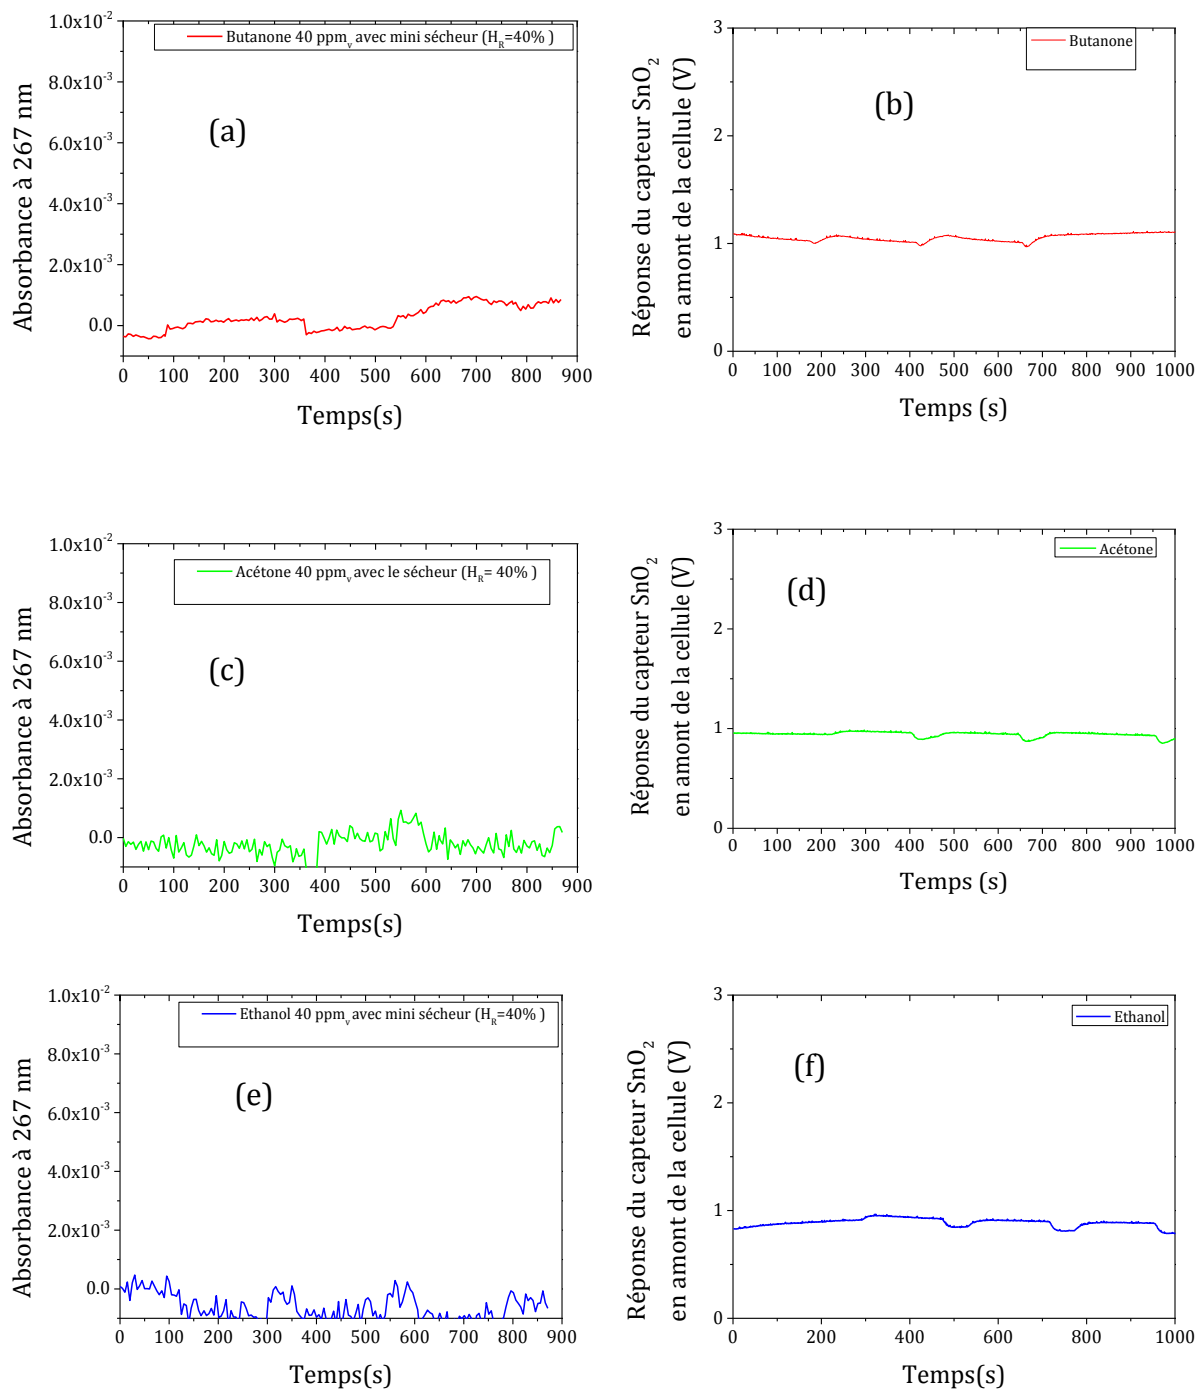 1.0x10-2
8.0x10-3
6.0x10-3
4.0x10-3
2.0x10-3
0.0
Absorbance à 267 nm
Butanone 40 ppmv avec mini sécheur (HR=40% )
(a)
0 100 200 300 400 500 600 700 800 900
Temps(s)
3
2
1
0
Réponse du capteur SnO2
en amont de la cellule (V)
Butanone
(b)
0 100 200 300 400 500 600 700 800 900 1000
Temps (s)
1.0x10-2
8.0x10-3
6.0x10-3
4.0x10-3
2.0x10-3
0.0
Absorbance à 267 nm
Acétone 40 ppmv avec le sécheur (HR= 40% )
(c)
0 100 200 300 400 500 600 700 800 900
Temps(s)
3
2
1
0
Réponse du capteur SnO2
en amont de la cellule (V)
Acétone
(d)
0 100 200 300 400 500 600 700 800 900 1000
Temps (s)
1.0x10-2
8.0x10-3
6.0x10-3
4.0x10-3
2.0x10-3
0.0
Absorbance à 267 nm
Ethanol 40 ppmv avec mini sécheur (HR=40% )
(e)
0 100 200 300 400 500 600 700 800 900
Temps(s)
3
2
1
0
Réponse du capteur SnO2
en amont de la cellule (V)
Ethanol
(f)
0 200 400 600 800 1000
Temps(s)